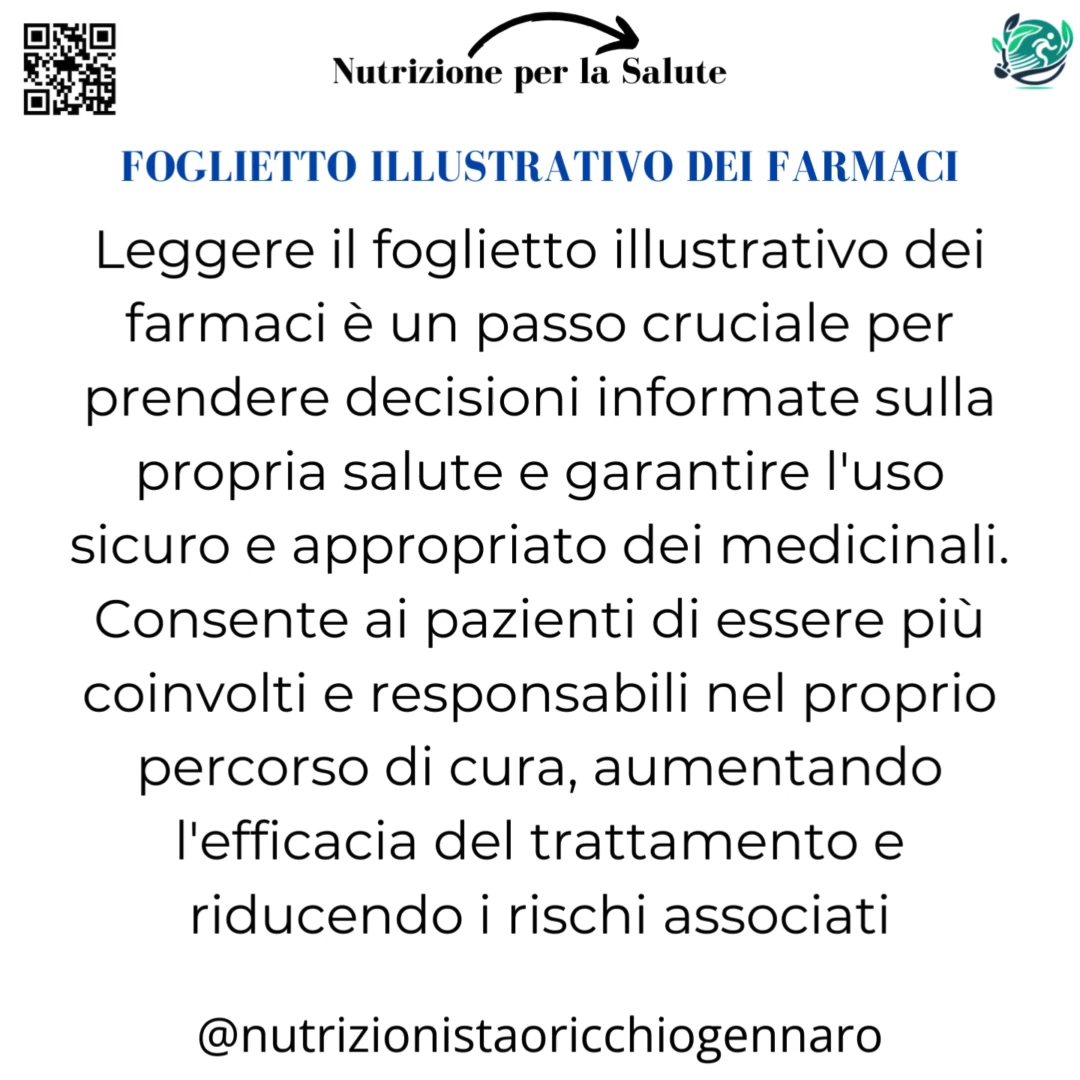 Nutrizione per la Salute
FOGLIETTO ILLUSTRATIVO DEI FARMACI
Leggere il foglietto illustrativo dei
farmaci è un passo cruciale per
prendere decisioni informate sulla
propria salute e garantire l'uso
sicuro e appropriato dei medicinali.
Consente ai pazienti di essere più
coinvolti e responsabili nel proprio
percorso di cura, aumentando
l'efficacia del trattamento e
riducendo i rischi associati
@nutrizionistaoricchiogennaro